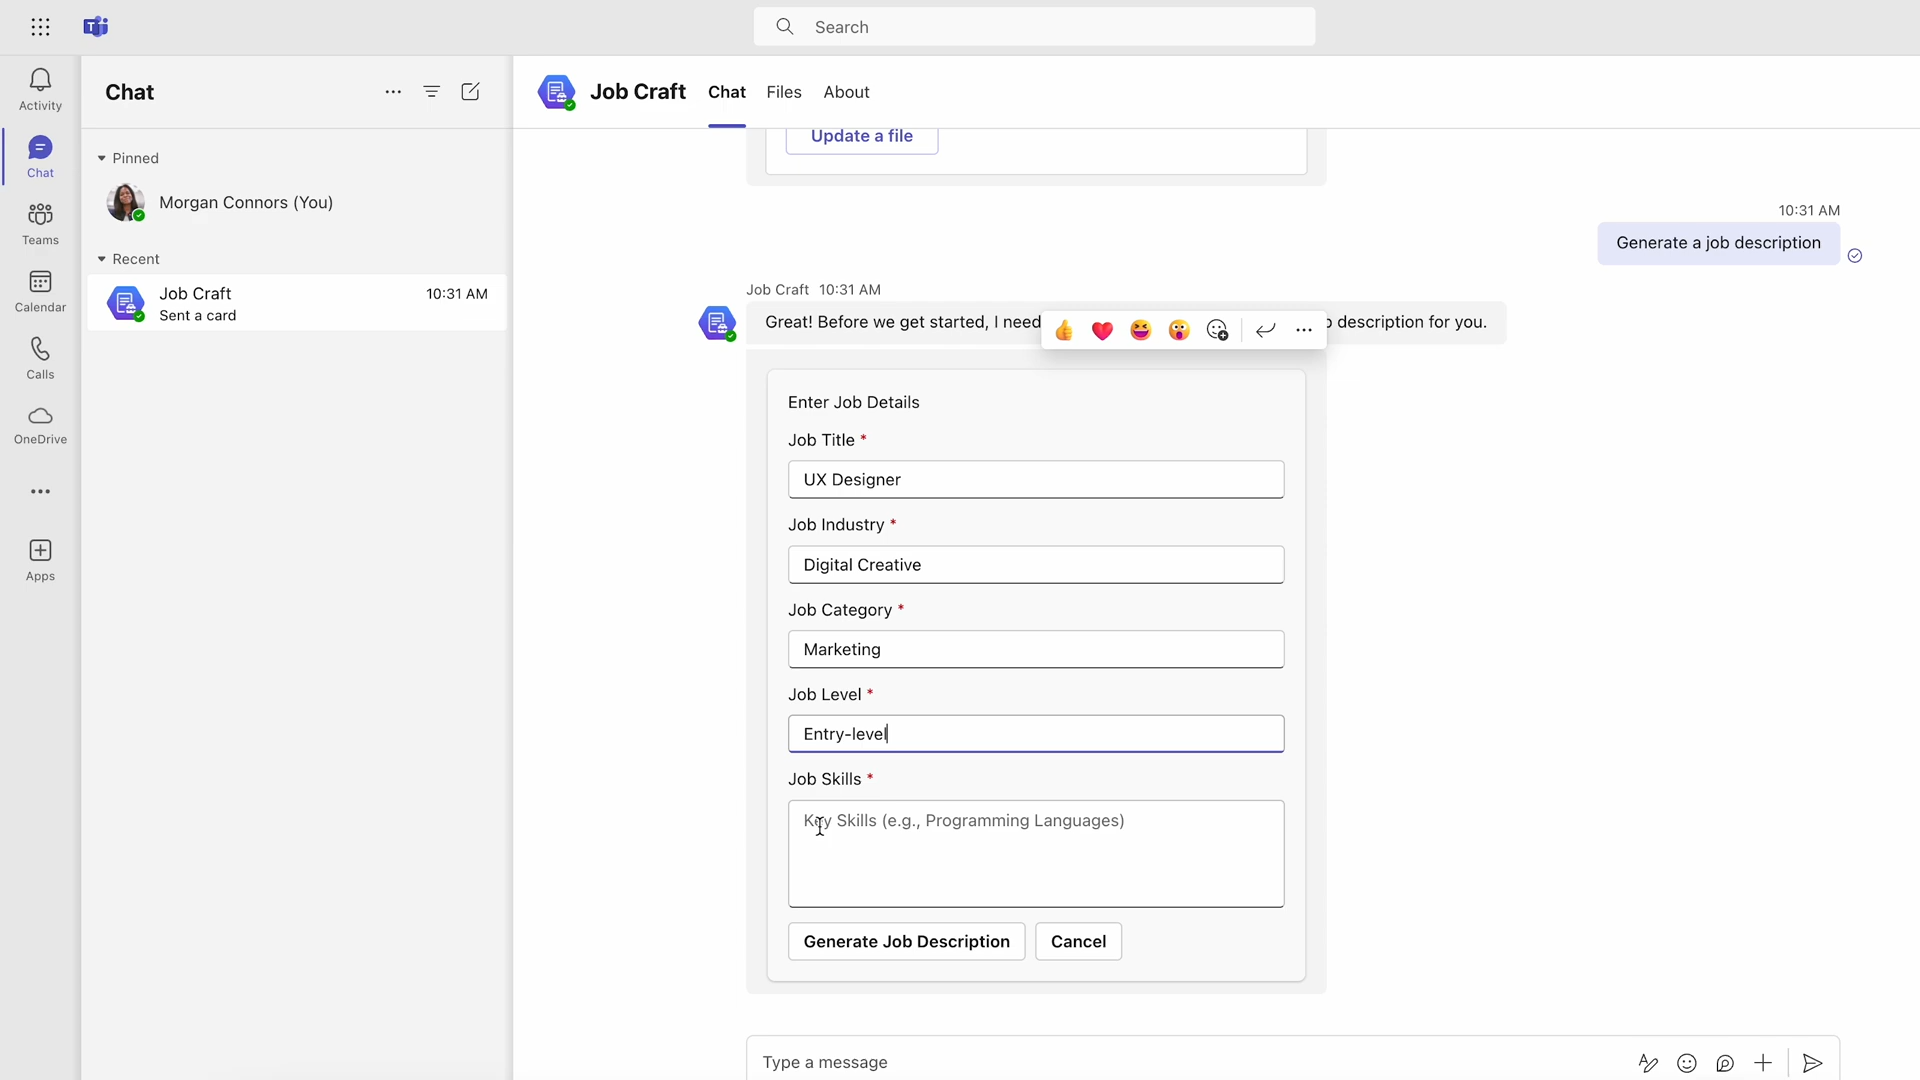 Search
Activity
Chat
Teams
Calendar
Calls
OneDrive
Apps
Chat
Pinned
Morgan Connors (You)
Recent
Job Craft 10:31 AM
Sent a card
Job Craft Chat Files About
Update a file
10:31 AM
Generate a job description
Job Craft 10:31 AM
Great! Before we get started, I need description for you.
Enter Job Details
Job Title *
UX Designer
Job Industry *
Digital Creative
Job Category *
Marketing
Job Level *
Entry-level
Job Skills *
Key Skills (e.g., Programming Languages)
Generate Job Description Cancel
Type a message